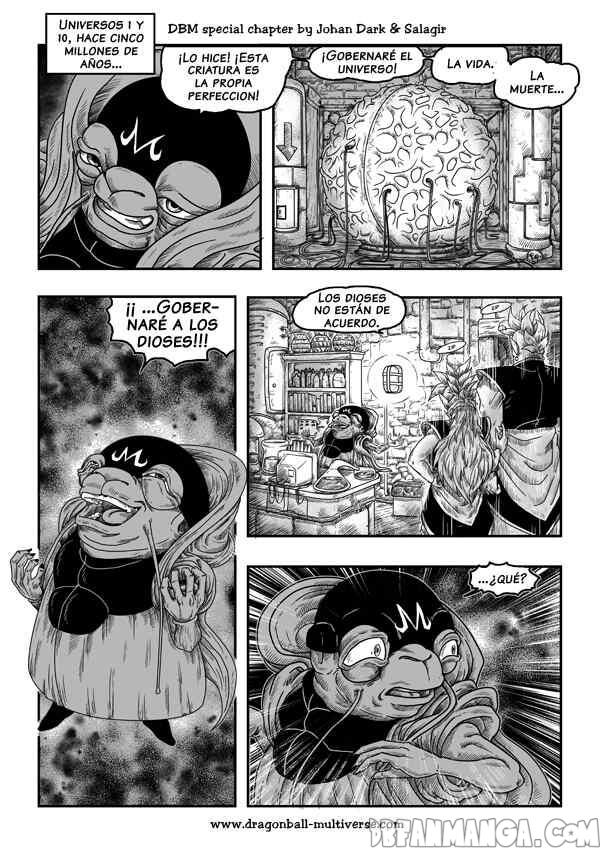 DBM special chapter by Johan Dark & Salagir
Universos 1 y
10, hace cinco
millones de
años...
¡Lo hice! ¡Esta
criatura es
la propia
perfeccion!
¡Gobernaré el
universo!
La vida.
La
muerte...
M
¡¡ ...Gober-
naré a los
dioses!!!
M
Los dioses
no están de
acuerdo.
M
...¿Qué?
M
www.dragonball-multiverse.com
DBFANMANGA.COM